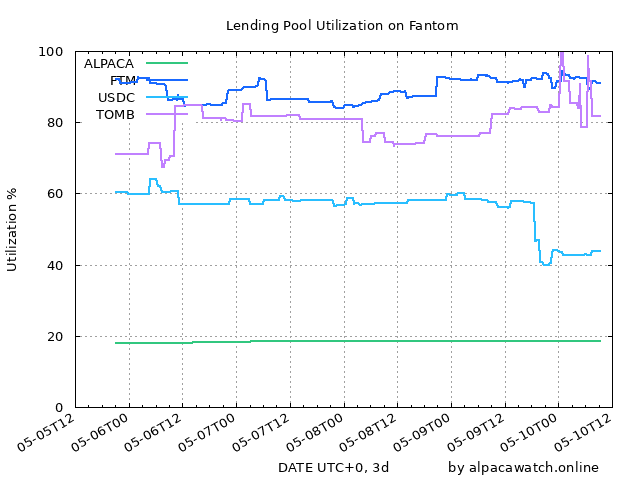 Lending Pool Utilization on Fantom
ALPACA
FTM
USDC
TOMB
Utilization %
100
80
60
40
20
0
05-05T12
05-06T00
05-06T12
05-07T00
05-07T12
05-08T00
05-08T12
05-09T00
05-09T12
05-10T00
05-10T12
DATE UTC+0, 3d
by alpacawatch.online